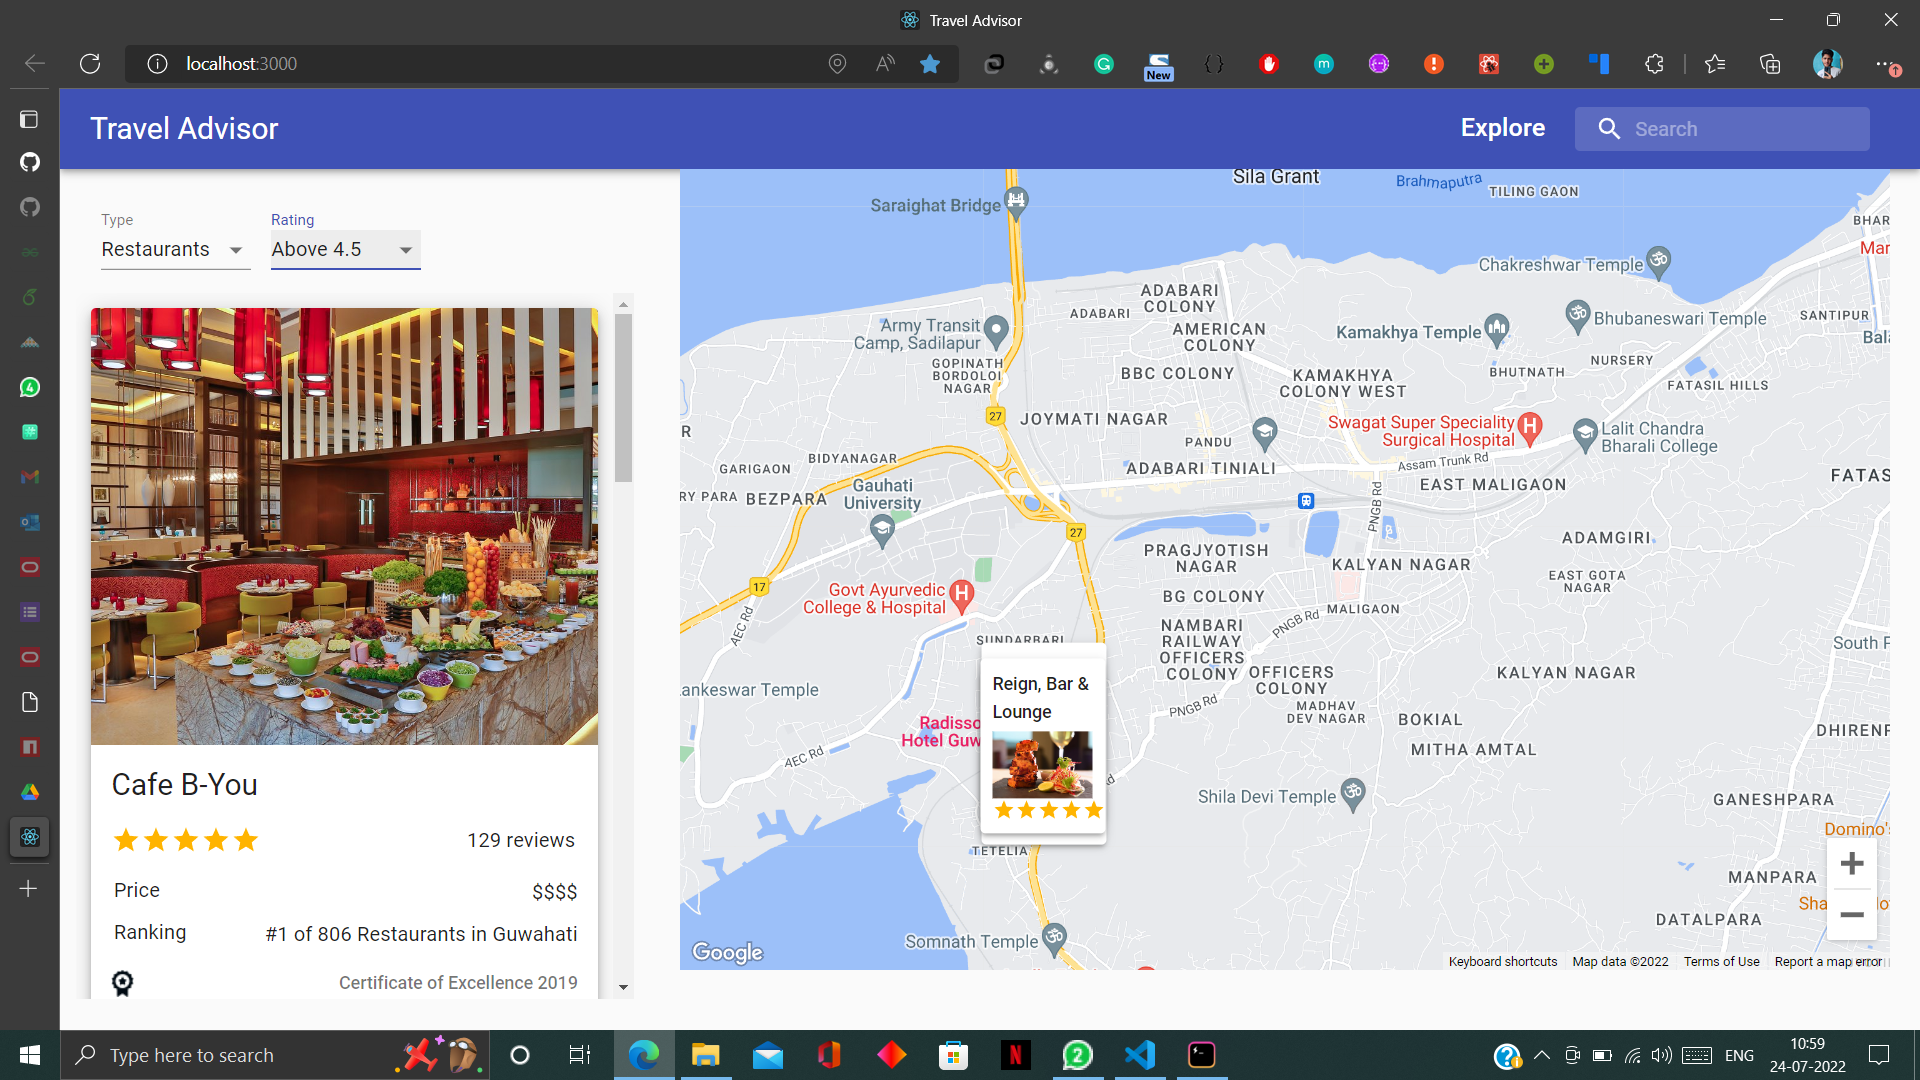 Travel Advisor
localhost:3000
New
Travel Advisor
Explore
Search
Type
Restaurants
Rating
Above 4.5
Cafe B-You
129 reviews
Price
$$$$
Ranking
#1 of 806 Restaurants in Guwahati
Certificate of Excellence 2019
Sila Grant
Brahmaputra
TILING GAON
Saraighat Bridge
BHAR
Mar
Chakreshwar Temple
ADABARI
COLONY
ADABARI
Army Transit
Camp, Sadilapur
AMERICAN
COLONY
Kamakhya Temple
Bhubaneswari Temple
SANTIPUR
Bala
GOPINATH
BORDOLOI
NAGAR
BBC COLONY
NURSERY
BHUTNATH
KAMAKHYA
COLONY WEST
FATASIL HILLS
27
JOYMATI NAGAR
R
Swagat Super Speciality
Surgical Hospital
Lalit Chandra
Bharali College
PANDU
BIDYANAGAR
GARIGAON
ADABARI TINIALI
Assam Trunk Rd
FATAS
Gauhati
University
RY PARA
BEZPARA
EAST MALIGAON
PNGB Rd
27
PRAGJYOTISH
NAGAR
ADAMGIRI
KALYAN NAGAR
EAST GOTA
NAGAR
17
Govt Ayurvedic
College & Hospital
BG COLONY
MALIGAON
AEC Rd
PNGB Rd
NAMBARI
RAILWAY
OFFICERS
COLONY
SUNDARBARI
South F
OFFICERS
COLONY
KALYAN NAGAR
ankeswar Temple
Reign, Bar &
Lounge
PNGB Rd
MADHAV
DEV NAGAR
BOKIAL
Radisso
Hotel Guw
DHIRENP
MITHA AMTAL
AEC Rd
Shila Devi Temple
GANESHPARA
Domino's
TETELIA
MANPARA
Sha
DATALPARA
Somnath Temple
Google
Keyboard shortcuts
Map data ©2022
Terms of Use
Report a map error
Type here to search
ENG
10:59
24-07-2022